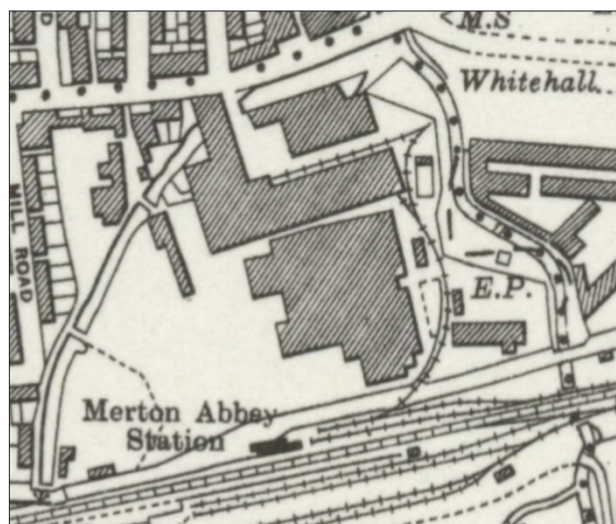 M.S
Whitehall
MILL ROAD
E.P.
Merton Abbey
Station